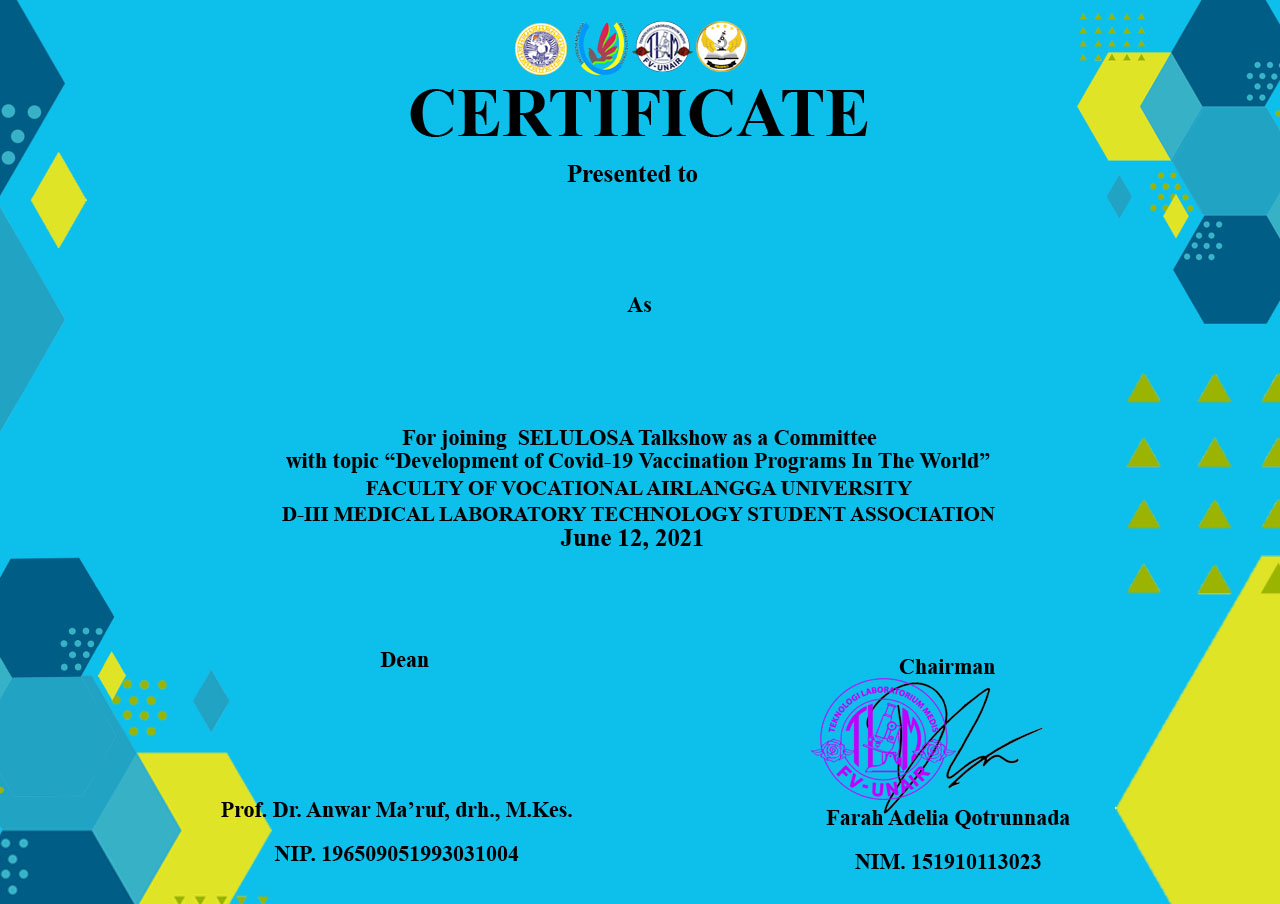 FV-UNAIR
CERTIFICATE
Presented to
As
For joining SELULOSA Talkshow as a Committee
with topic “Development of Covid-19 Vaccination Programs In The World”
FACULTY OF VOCATIONAL AIRLANGGA UNIVERSITY
D-III MEDICAL LABORATORY TECHNOLOGY STUDENT ASSOCIATION
June 12, 2021
Dean
Chairman
TEKNOLOGI LABORATORIUM MEDIS
TLM
FV-UNAIR
Prof. Dr. Anwar Ma’ruf, drh., M.Kes.
Farah Adelia Qotrunnada
NIP. 196509051993031004
NIM. 151910113023